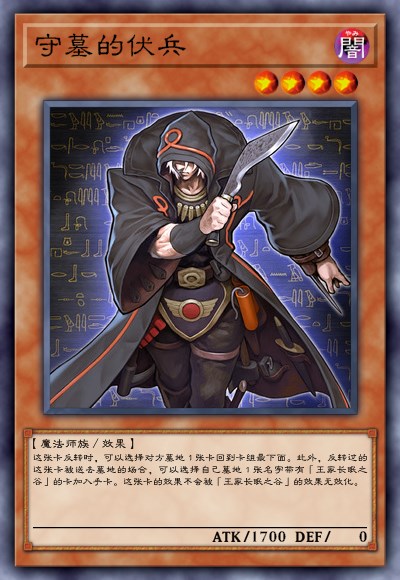 守墓的伏兵
やみ
闇
【魔法师族／效果】
这张卡反转时，可以选择对方墓地1张卡回到卡组最下面。此外，反转过的
这张卡被送去墓地的场合，可以选择自己墓地1张名字带有「王家长眠之
谷」的卡加入手卡。这张卡的效果不会被「王家长眠之谷」的效果无效化。
ATK/1700 DEF/ 0